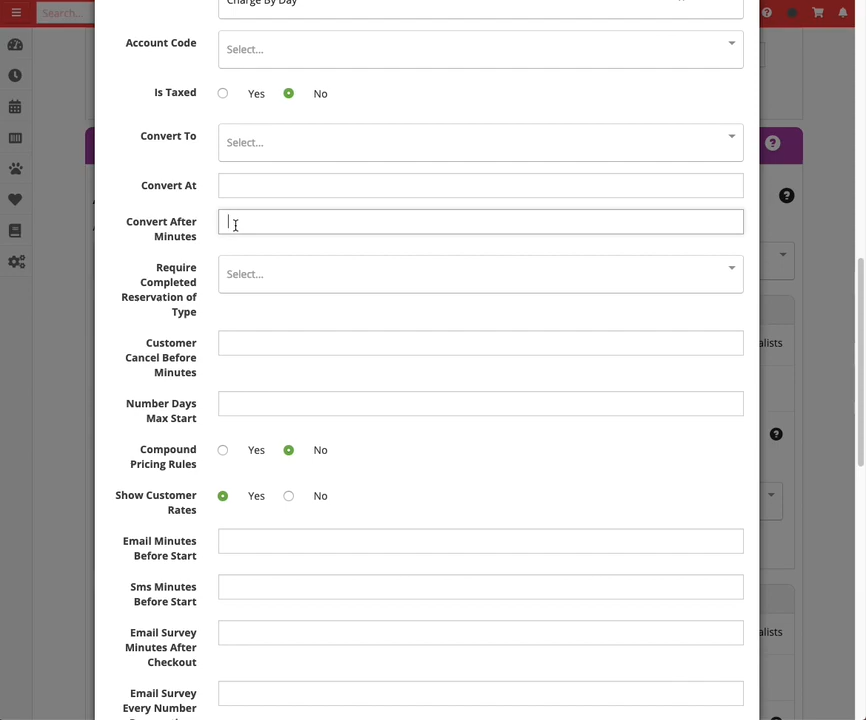 Search...
Charge By Day
Account Code
Select...
Is Taxed
Yes
No
Convert To
Select...
Convert At
Convert After
Minutes
Require
Completed
Reservation of
Type
Select...
Customer
Cancel Before
Minutes
Number Days
Max Start
Compound
Pricing Rules
Yes
No
Show Customer
Rates
Yes
No
Email Minutes
Before Start
Sms Minutes
Before Start
Email Survey
Minutes After
Checkout
Email Survey
Every Number
alists
alists